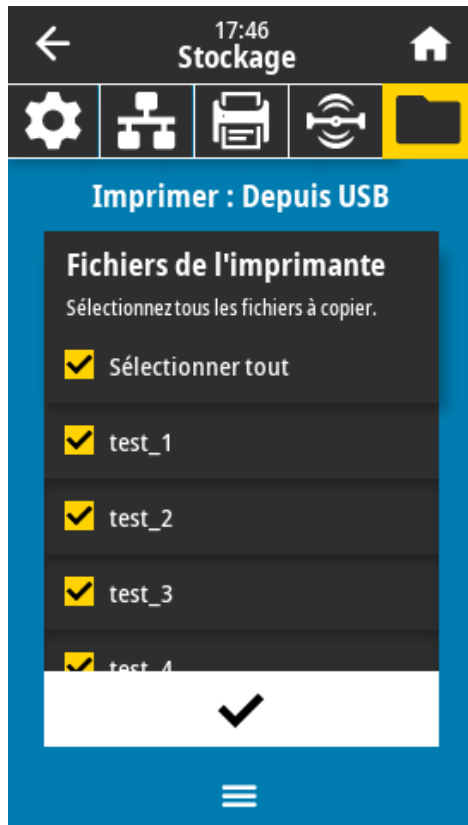 17:46
Stockage
Imprimer : Depuis USB
Fichiers de l'imprimante
Sélectionnez tous les fichiers à copier.
Sélectionner tout
test_1
test_2
test_3
test_4